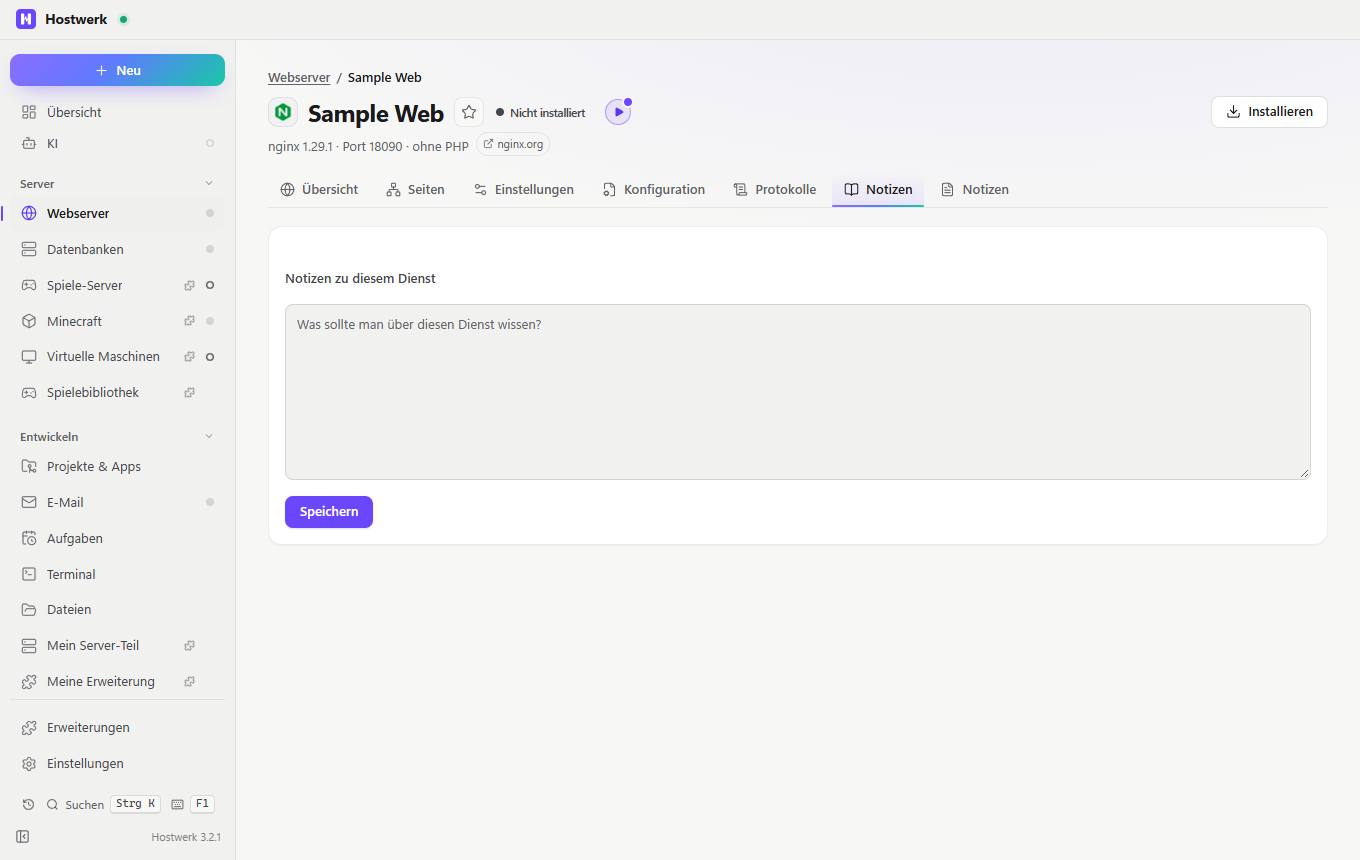 Hostwerk
Neu
Übersicht
KI
Server
Webserver
Datenbanken
Spiele-Server
Minecraft
Virtuelle Maschinen
Spielebibliothek
Entwickeln
Projekte & Apps
E-Mail
Aufgaben
Terminal
Dateien
Mein Server-Teil
Meine Erweiterung
Erweiterungen
Einstellungen
Suchen Strg K F1
Hostwerk 3.2.1
Webserver / Sample Web
Sample Web Nicht installiert Installieren
nginx 1.29.1 · Port 18090 · ohne PHP nginx.org
Übersicht Seiten Einstellungen Konfiguration Protokolle Notizen Notizen
Notizen zu diesem Dienst
Was sollte man über diesen Dienst wissen?
Speichern